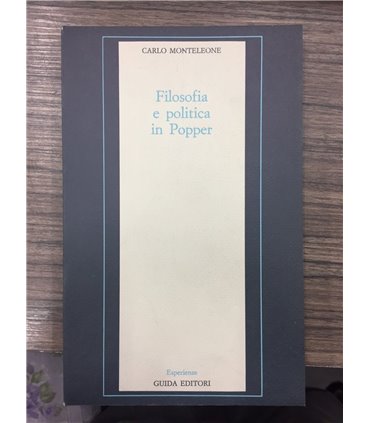 CARLO MONTELEONE
Filosofia
e politica
in Popper
Esperienze
GUIDA EDITORI